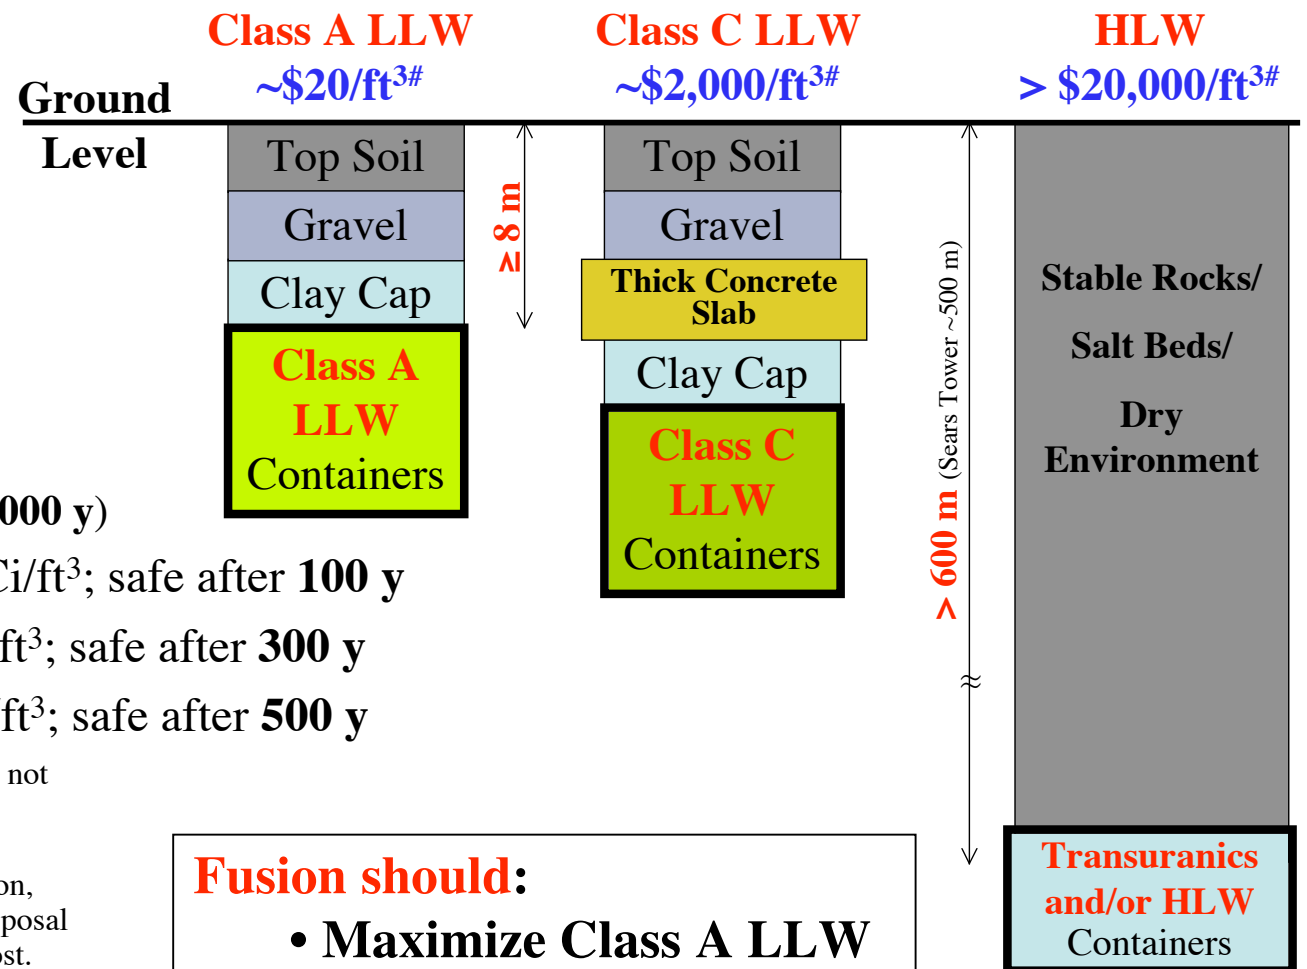 Class A LLW
~$20/ft³#
Class C LLW
~$2,000/ft³#
HLW
> $20,000/ft³#
Ground
Level
Top Soil
Gravel
Clay Cap
Class A
LLW
Containers
≥ 8 m
Top Soil
Gravel
Thick Concrete
Slab
Clay Cap
Class C
LLW
Containers
> 600 m (Sears Tower ~500 m)
≈
Stable Rocks/
Salt Beds/
Dry
Environment
Transuranics
and/or HLW
Containers
000 y)
Ci/ft³; safe after 100 y
ft³; safe after 300 y
/ft³; safe after 500 y
not
on,
posal
ost.
Fusion should:
• Maximize Class A LLW